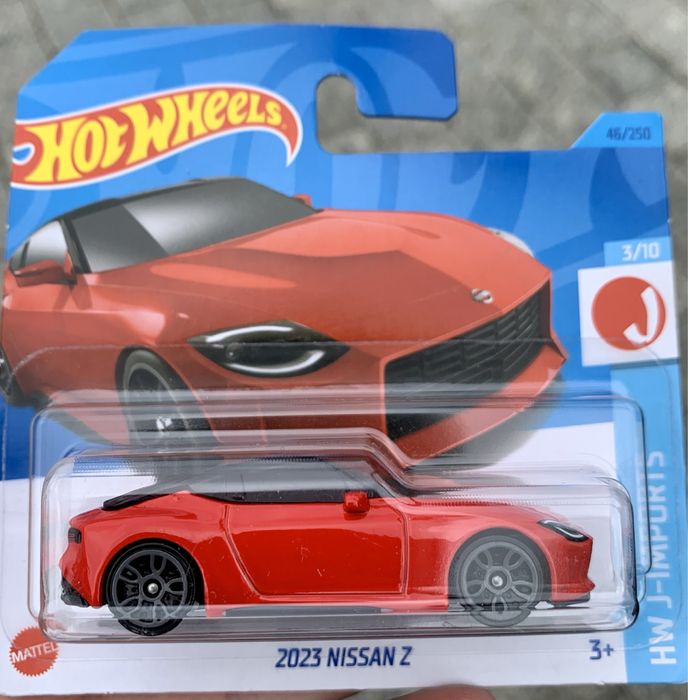 HOT WHEELS
46/250
3/10
J
HW J-IMPORTS
MATTEL
2023 NISSAN Z
3+